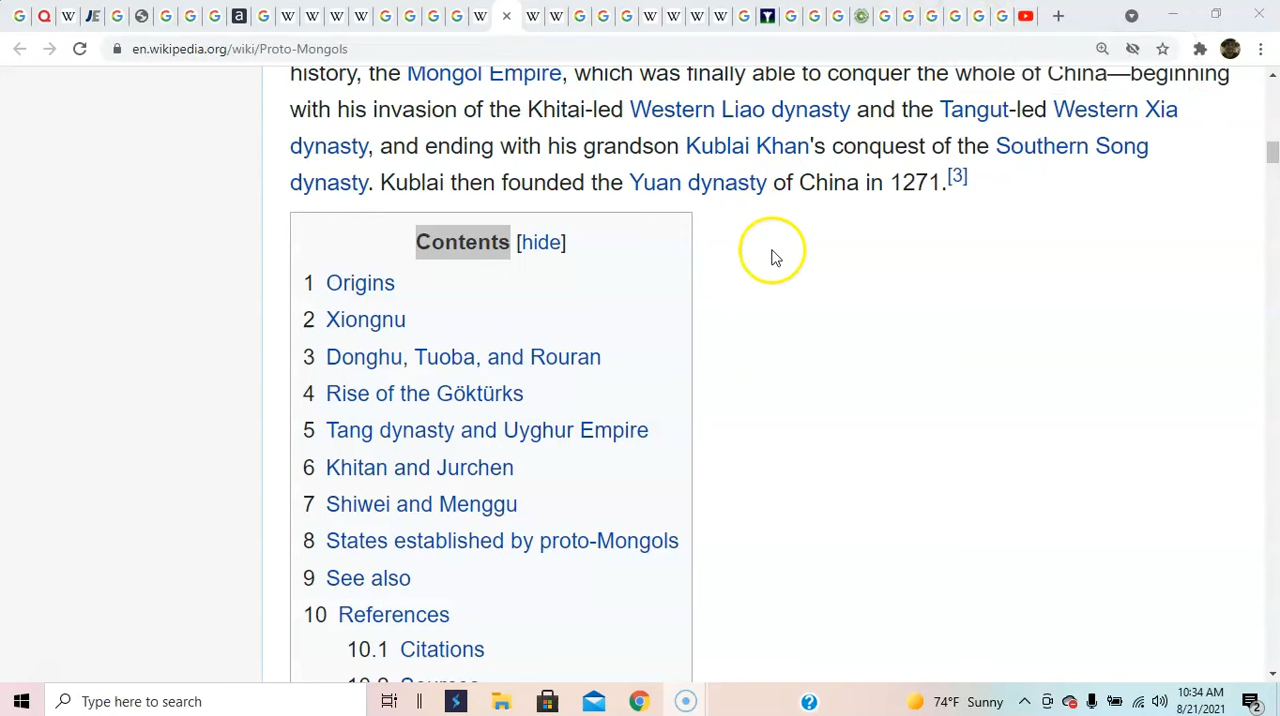 en.wikipedia.org/wiki/Proto-Mongols
history, the Mongol Empire, which was finally able to conquer the whole of China—beginning
with his invasion of the Khitai-led Western Liao dynasty and the Tangut-led Western Xia
dynasty, and ending with his grandson Kublai Khan's conquest of the Southern Song
dynasty. Kublai then founded the Yuan dynasty of China in 1271.[3]
Contents [hide]
1 Origins
2 Xiongnu
3 Donghu, Tuoba, and Rouran
4 Rise of the Göktürks
5 Tang dynasty and Uyghur Empire
6 Khitan and Jurchen
7 Shiwei and Menggu
8 States established by proto-Mongols
9 See also
10 References
10.1 Citations
10.2 Sources
Type here to search
74°F Sunny
10:34 AM
8/21/2021
2